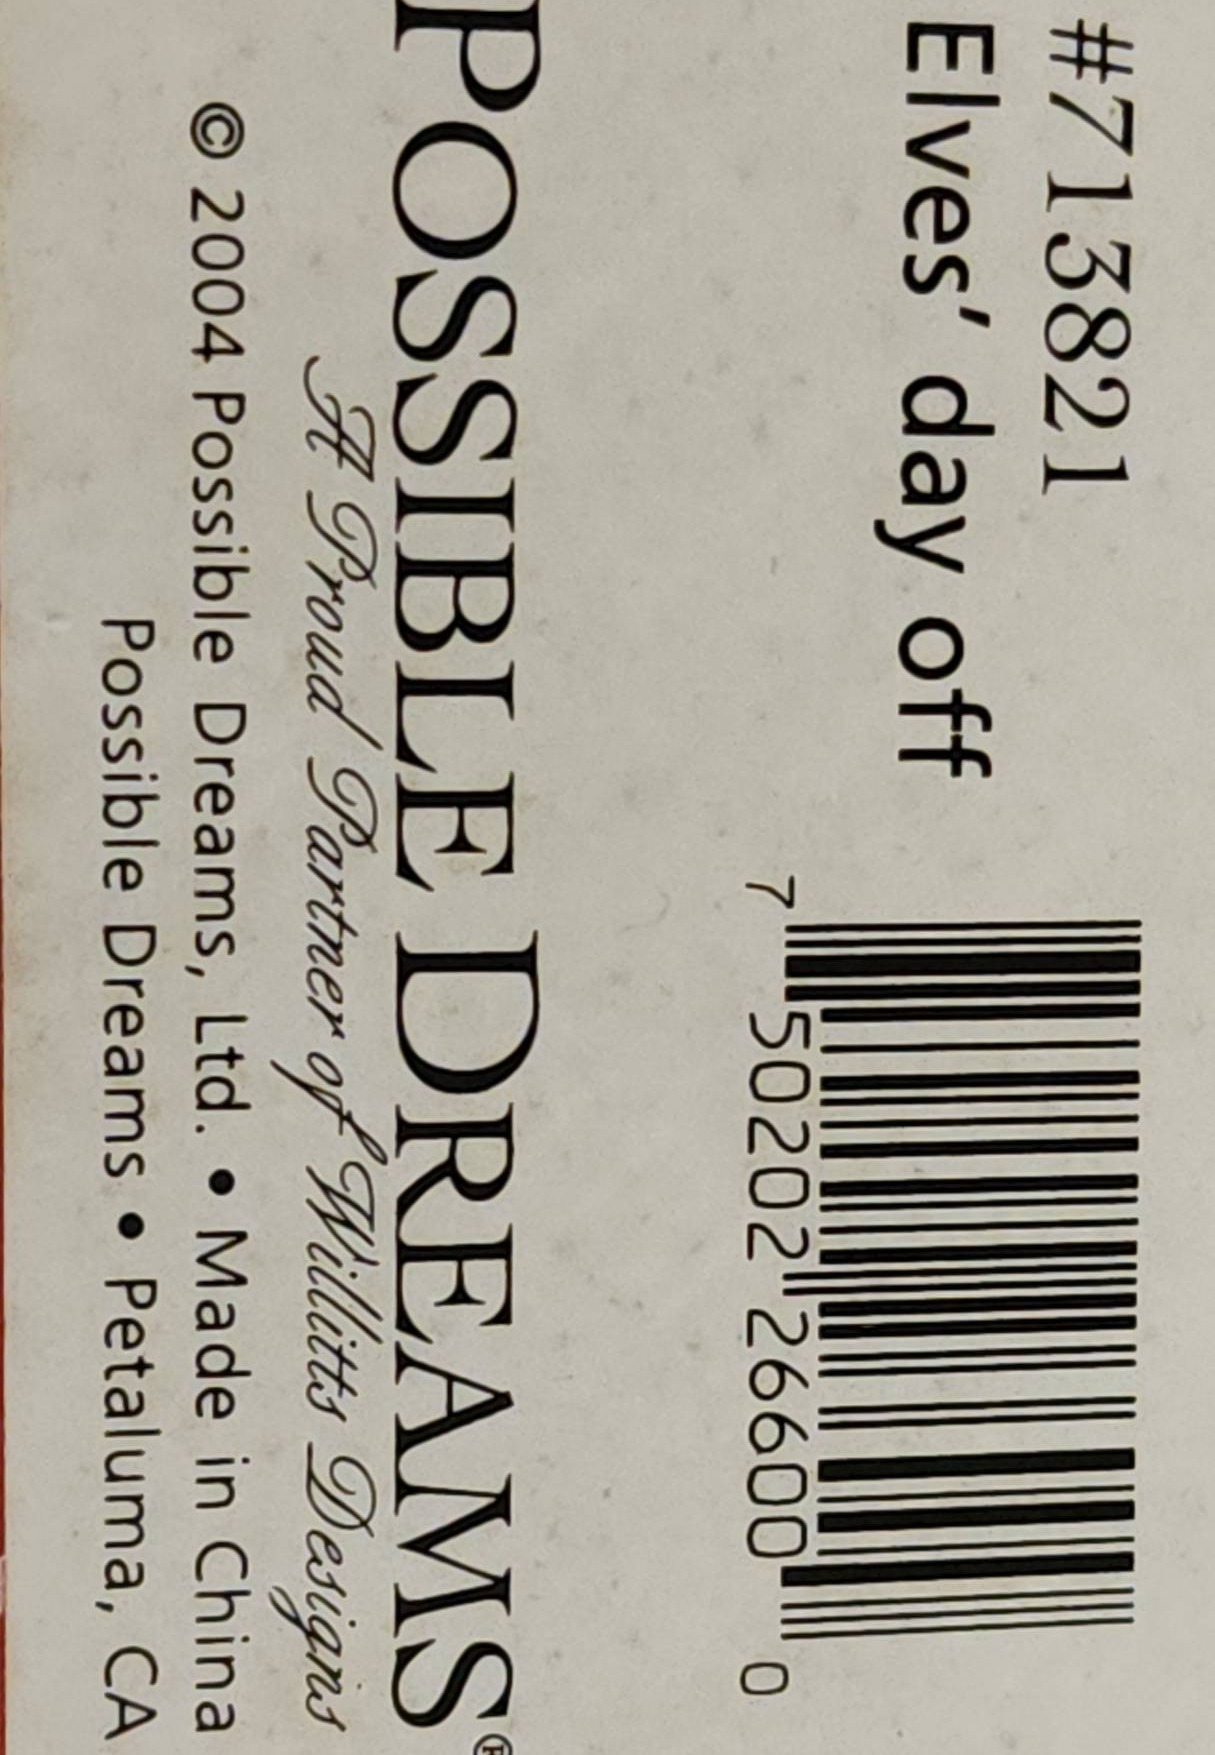 #713821
Elves' day off
7 50202 26600 0
POSSIBLE DREAMS®
A Proud Partner of Willitts Designs
© 2004 Possible Dreams, Ltd. • Made in China
Possible Dreams • Petaluma, CA